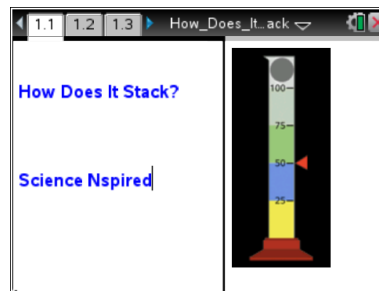 1.1 1.2 1.3 How_Does_It...ack
How Does It Stack?
Science Nspired
100
75
50
25